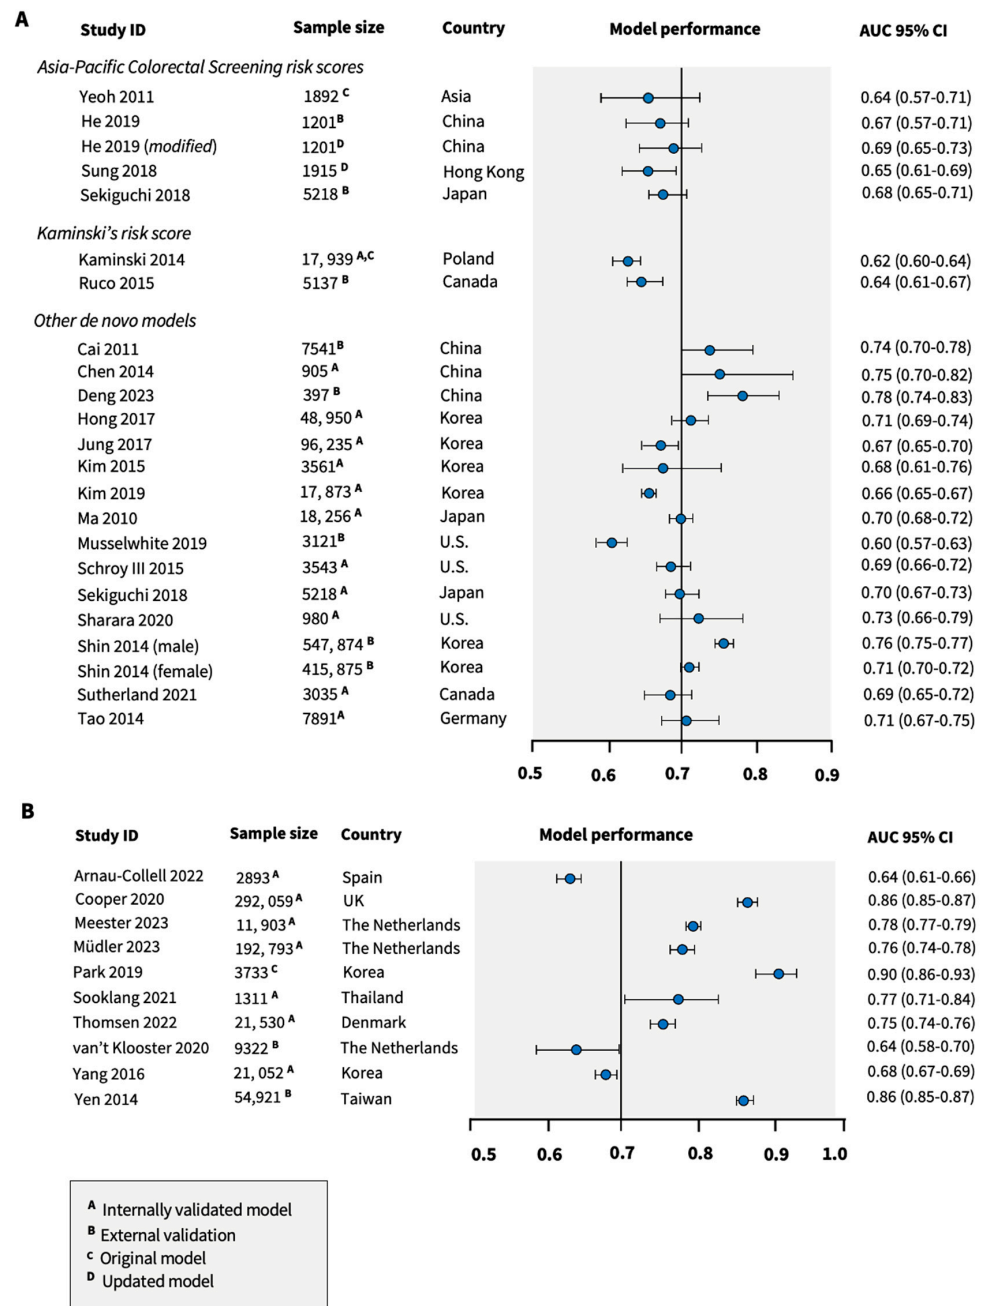 A
Study ID Sample size Country Model performance AUC 95% CI
Asia-Pacific Colorectal Screening risk scores
Yeoh 2011 1892 C Asia 0.64 (0.57-0.71)
He 2019 1201B China 0.67 (0.57-0.71)
He 2019 (modified) 1201D China 0.69 (0.65-0.73)
Sung 2018 1915 D Hong Kong 0.65 (0.61-0.69)
Sekiguchi 2018 5218 B Japan 0.68 (0.65-0.71)
Kaminski's risk score
Kaminski 2014 17, 939 A,C Poland 0.62 (0.60-0.64)
Ruco 2015 5137 B Canada 0.64 (0.61-0.67)
Other de novo models
Cai 2011 7541B China 0.74 (0.70-0.78)
Chen 2014 905 A China 0.75 (0.70-0.82)
Deng 2023 397 B China 0.78 (0.74-0.83)
Hong 2017 48, 950 A Korea 0.71 (0.69-0.74)
Jung 2017 96, 235 A Korea 0.67 (0.65-0.70)
Kim 2015 3561A Korea 0.68 (0.61-0.76)
Kim 2019 17, 873 A Korea 0.66 (0.65-0.67)
Ma 2010 18, 256 A Japan 0.70 (0.68-0.72)
Musselwhite 2019 3121B U.S. 0.60 (0.57-0.63)
Schroy III 2015 3543 A U.S. 0.69 (0.66-0.72)
Sekiguchi 2018 5218 A Japan 0.70 (0.67-0.73)
Sharara 2020 980 A U.S. 0.73 (0.66-0.79)
Shin 2014 (male) 547, 874 B Korea 0.76 (0.75-0.77)
Shin 2014 (female) 415, 875 B Korea 0.71 (0.70-0.72)
Sutherland 2021 3035 A Canada 0.69 (0.65-0.72)
Tao 2014 7891A Germany 0.71 (0.67-0.75)
0.5 0.6 0.7 0.8 0.9
B
Study ID Sample size Country Model performance AUC 95% CI
Arnau-Collell 2022 2893 A Spain 0.64 (0.61-0.66)
Cooper 2020 292, 059 A UK 0.86 (0.85-0.87)
Meester 2023 11, 903 A The Netherlands 0.78 (0.77-0.79)
Müdler 2023 192, 793 A The Netherlands 0.76 (0.74-0.78)
Park 2019 3733 C Korea 0.90 (0.86-0.93)
Sooklang 2021 1311 A Thailand 0.77 (0.71-0.84)
Thomsen 2022 21, 530 A Denmark 0.75 (0.74-0.76)
van't Klooster 2020 9322 B The Netherlands 0.64 (0.58-0.70)
Yang 2016 21, 052 A Korea 0.68 (0.67-0.69)
Yen 2014 54,921 B Taiwan 0.86 (0.85-0.87)
0.5 0.6 0.7 0.8 0.9 1.0
A Internally validated model
B External validation
C Original model
D Updated model